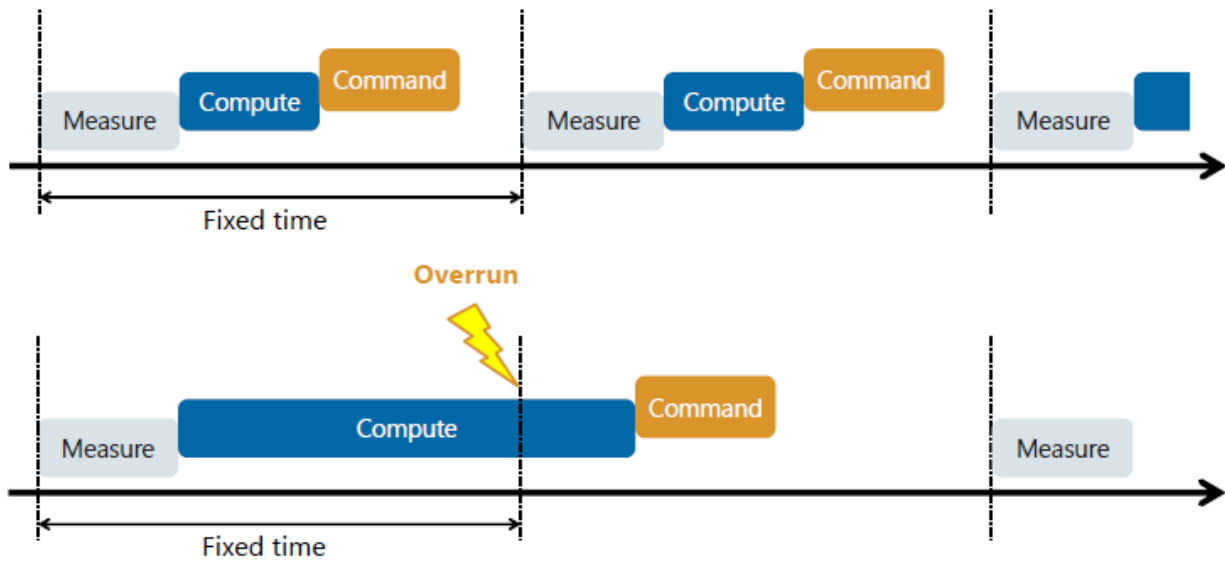 Command
Command
Compute
Compute
Measure
Measure
Measure
Fixed time
Overrun
Command
Compute
Measure
Measure
Fixed time